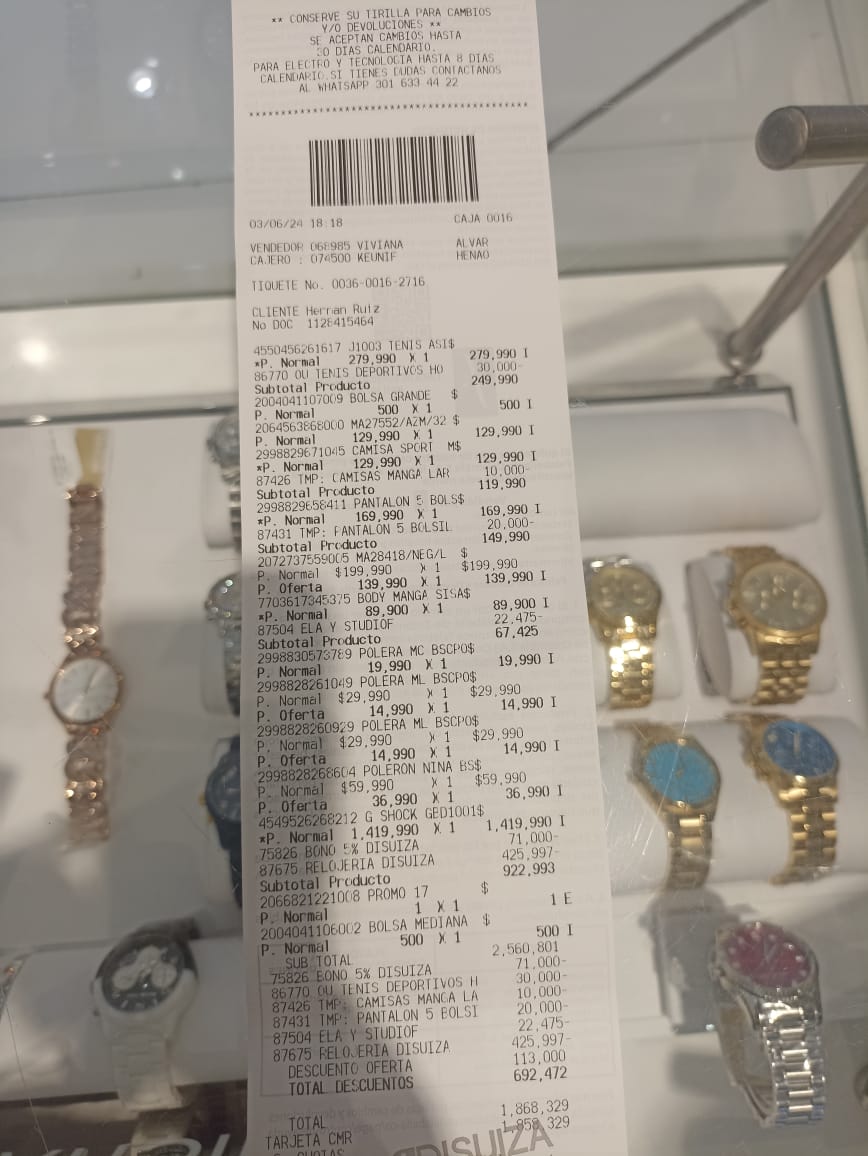 ** CONSERVE SU TIRILLA PARA CAMBIOS
Y/O DEVOLUCIONES **
SE ACEPTAN CAMBIOS HASTA
30 DIAS CALENDARIO.
PARA ELECTRO Y TECNOLOGIA HASTA 8 DIAS
CALENDARIO.SI TIENES DUDAS CONTACTANOS
AL WHATSAPP 301 633 44 22
****************************************
03/06/24 18:18 CAJA 0016
VENDEDOR 068985 VIVIANA ALVAR
CAJERO : 074500 KEUNIF HENAO
TIQUETE No. 0036-0016-2716
CLIENTE Hernan Ruiz
No DOC 1128415464
4550456261617 J1003 TENIS ASI$
*P. Normal 279,990 X 1 279,990 I
86770 OU TENIS DEPORTIVOS HO 30,000-
Subtotal Producto 249,990
2004041107009 BOLSA GRANDE $
P. Normal 500 X 1 500 I
2064563868000 MA27552/AZM/32 $
P. Normal 129,990 X 1 129,990 I
2998829671045 CAMISA SPORT M$
*P. Normal 129,990 X 1 129,990 I
87426 TMP: CAMISAS MANGA LAR 10,000-
Subtotal Producto 119,990
2998829658411 PANTALON 5 BOLS$
*P. Normal 169,990 X 1 169,990 I
87431 TMP: PANTALON 5 BOLSIL 20,000-
Subtotal Producto 149,990
2072737559005 MA28418/NEG/L $
P. Normal $199,990 X 1 $199,990
P. Oferta 139,990 X 1 139,990 I
7703617345375 BODY MANGA SISA$
*P. Normal 89,900 X 1 89,900 I
87504 ELA Y STUDIOF 22,475-
Subtotal Producto 67,425
2998830573789 POLERA MC BSCPO$
P. Normal 19,990 X 1 19,990 I
2998828261049 POLERA ML BSCPO$
P. Normal $29,990 X 1 $29,990
P. Oferta 14,990 X 1 14,990 I
2998828260929 POLERA ML BSCPO$
P. Normal $29,990 X 1 $29,990
P. Oferta 14,990 X 1 14,990 I
2998828268604 POLERON NINA BS$
P. Normal $59,990 X 1 $59,990
P. Oferta 36,990 X 1 36,990 I
4549526268212 G SHOCK GED1001$
*P. Normal 1,419,990 X 1 1,419,990 I
75826 BONO 5% DISUIZA 71,000-
87675 RELOJERIA DISUIZA 425,997-
Subtotal Producto 922,993
2066821221008 PROMO 17 $
P. Normal 1 X 1 1 E
2004041106002 BOLSA MEDIANA $
P. Normal 500 X 1 500 I
SUB TOTAL 2,560,801
75826 BONO 5% DISUIZA 71,000-
86770 OU TENIS DEPORTIVOS H 30,000-
87426 TMP: CAMISAS MANGA LA 10,000-
87431 TMP: PANTALON 5 BOLSI 20,000-
87504 ELA Y STUDIOF 22,475-
87675 RELOJERIA DISUIZA 425,997-
DESCUENTO OFERTA 113,000
TOTAL DESCUENTOS 692,472
TOTAL 1,868,329
TARJETA CMR 1,858,329
DISUIZA